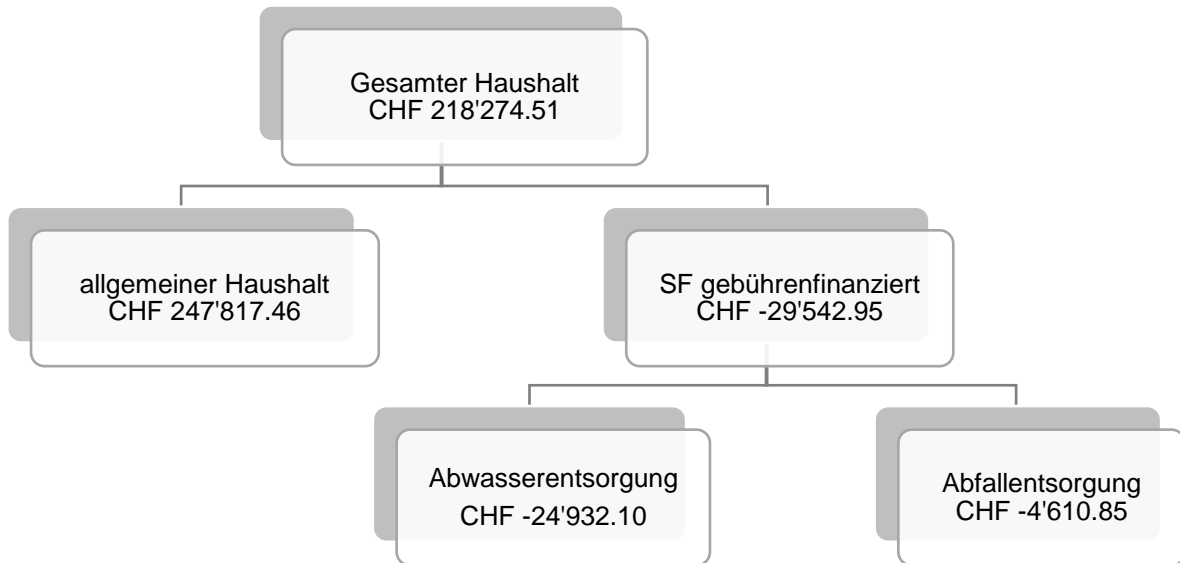 Gesamter Haushalt
CHF 218'274.51
allgemeiner Haushalt
CHF 247'817.46
SF gebührenfinanziert
CHF -29'542.95
Abwasserentsorgung
CHF -24'932.10
Abfallentsorgung
CHF -4'610.85